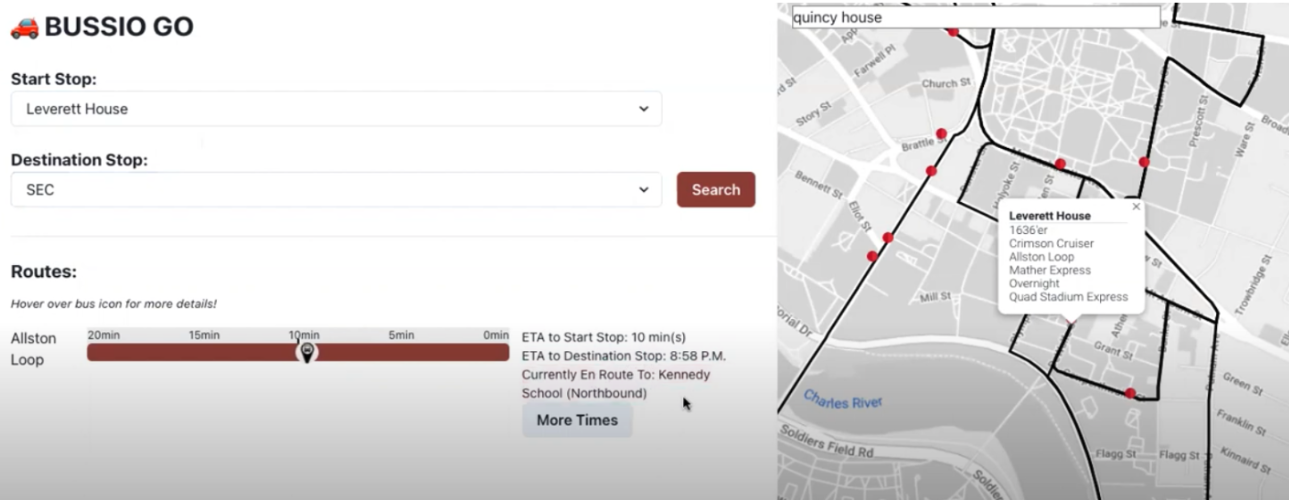 BUSSIO GO
Start Stop:
Leverett House
Destination Stop:
SEC
Search
Routes:
Hover over bus icon for more details!
Allston
Loop
20min 15min 10min 5min 0min
ETA to Start Stop: 10 min(s)
ETA to Destination Stop: 8:58 P.M.
Currently En Route To: Kennedy
School (Northbound)
More Times
quincy house
Farwell Pl
Church St
Story St
Brattle St
Bennett St
Eliot St
Prescott St
Ware St
Leverett House
1636'er
Crimson Cruiser
Allston Loop
Mather Express
Overnight
Quad Stadium Express
Trowbridge St
Mill St
Grant St
Charles River
Green St
Franklin St
Soldiers Field Rd
Flagg St
Flagg St
Kinnaird St